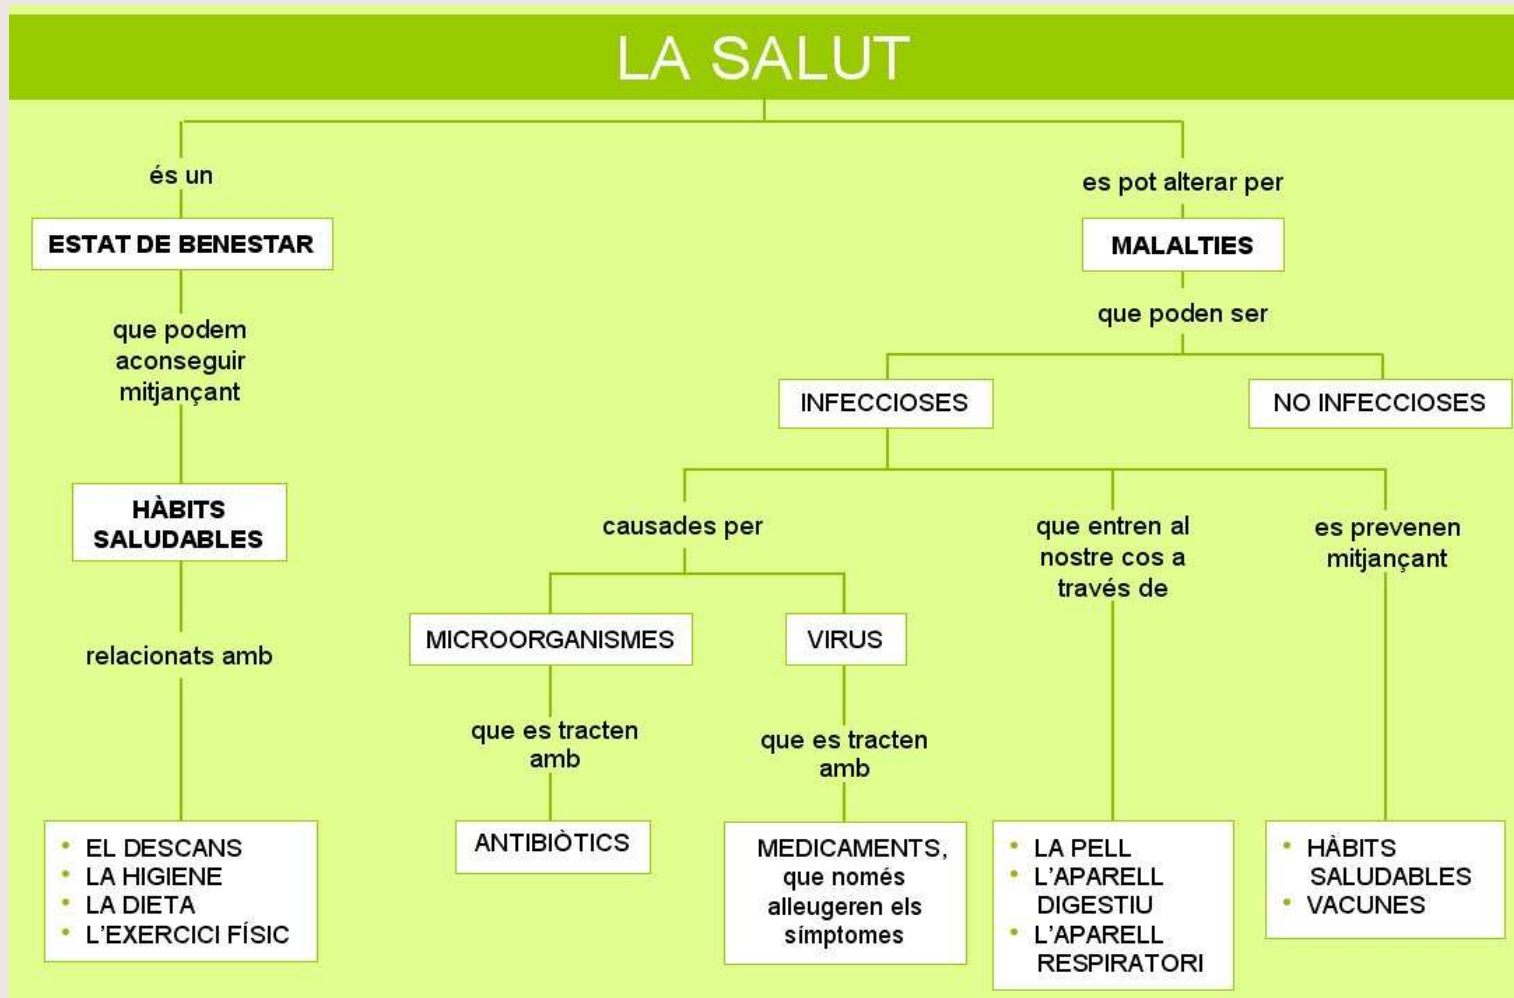 LA SALUT
és un
ESTAT DE BENESTAR
que podem
aconseguir
mitjançant
HÀBITS
SALUDABLES
relacionats amb
• EL DESCANS
• LA HIGIENE
• LA DIETA
• L'EXERCICI FÍSIC
es pot alterar per
MALALTIES
que poden ser
INFECCIOSES
NO INFECCIOSES
causades per
MICROORGANISMES
que es tracten
amb
ANTIBIÒTICS
VIRUS
que es tracten
amb
MEDICAMENTS,
que només
alleugeren els
símptomes
que entren al
nostre cos a
través de
• LA PELL
• L'APARELL
DIGESTIU
• L'APARELL
RESPIRATORI
es prevenen
mitjançant
• HÀBITS
SALUDABLES
• VACUNES